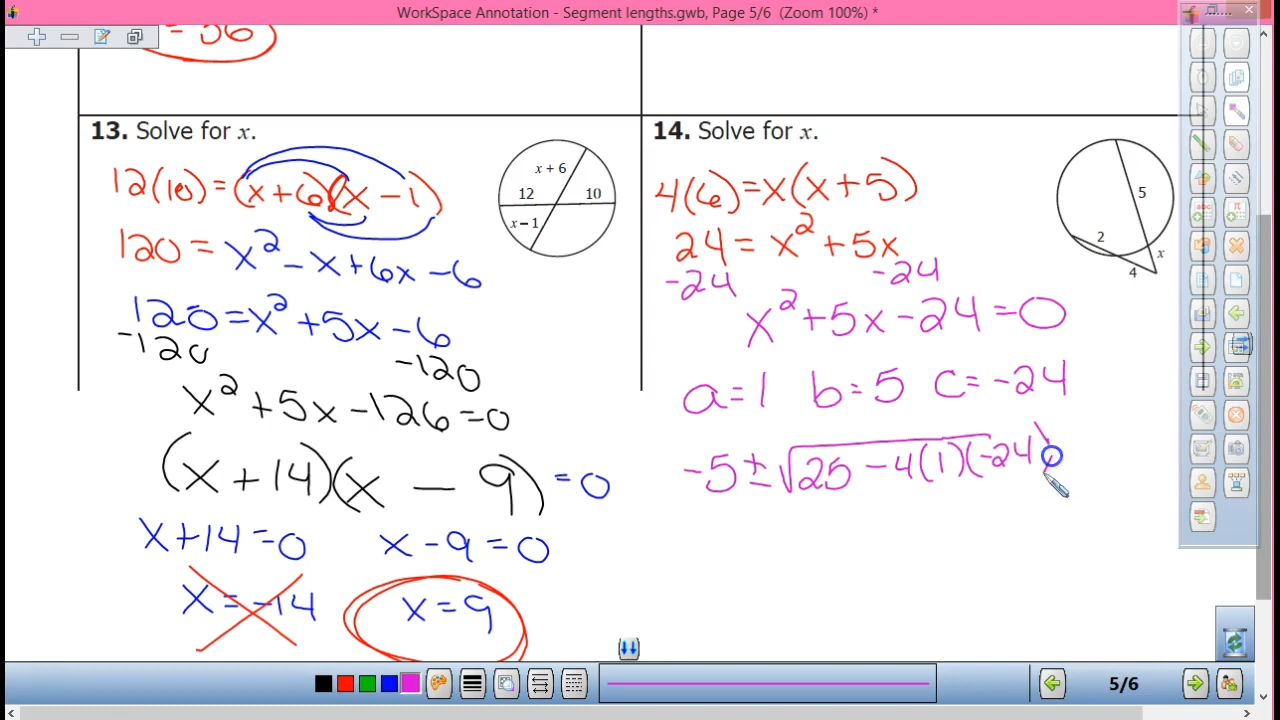 WorkSpace Annotation - Segment lengths.gwb, Page 5/6 (Zoom 100%) *
= 56
13. Solve for x.
12(10) = (x+6)(x-1)
120 = x² - x + 6x - 6
120 = x² + 5x - 6
-120 -120
x² + 5x - 126 = 0
(x + 14)(x - 9) = 0
x + 14 = 0 x - 9 = 0
x = -14 x = 9
x + 6
12 10
x - 1
14. Solve for x.
4(6) = x(x+5)
24 = x² + 5x
-24 -24
x² + 5x - 24 = 0
a = 1 b = 5 c = -24
-5 ± √25 - 4(1)(-24)
5
2
x
4
5/6